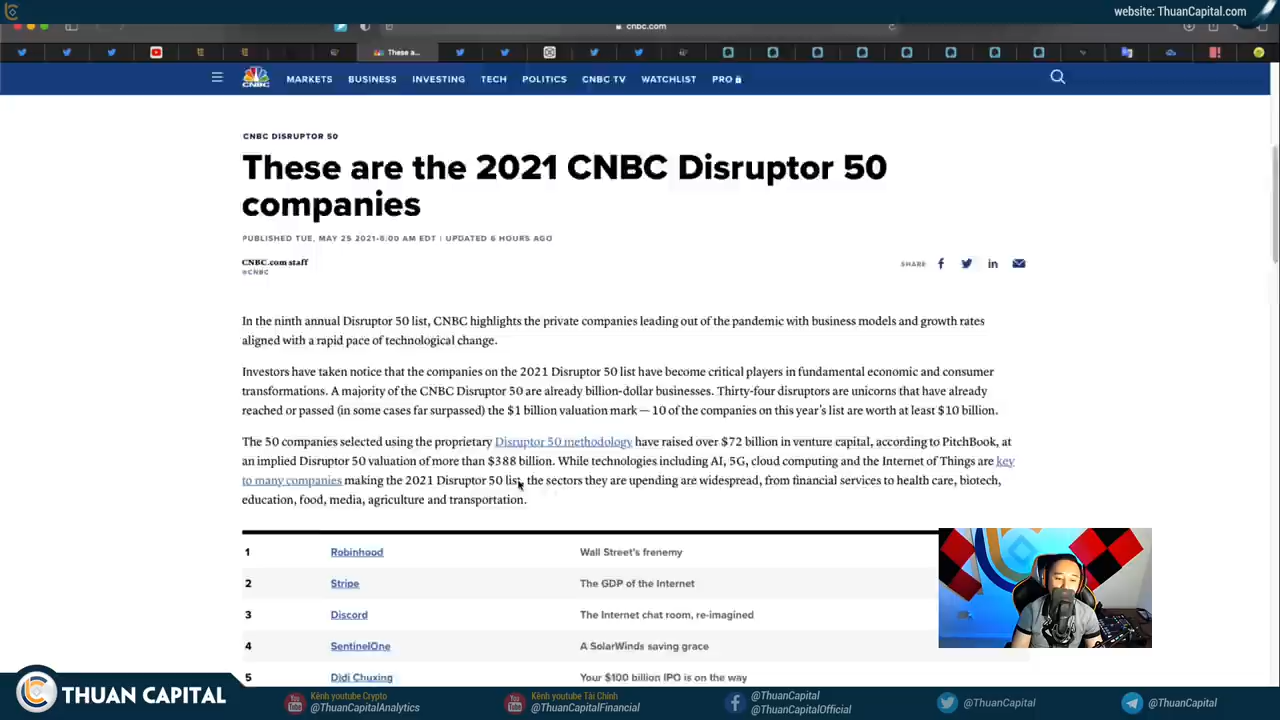 website: ThuanCapital.com
cnbc.com
These a...
CNBC
MARKETS BUSINESS INVESTING TECH POLITICS CNBC TV WATCHLIST PRO
CNBC DISRUPTOR 50
These are the 2021 CNBC Disruptor 50
companies
PUBLISHED TUE, MAY 25 2021-6:00 AM EDT | UPDATED 6 HOURS AGO
CNBC.com staff
@CNBC
SHARE
In the ninth annual Disruptor 50 list, CNBC highlights the private companies leading out of the pandemic with business models and growth rates
aligned with a rapid pace of technological change.
Investors have taken notice that the companies on the 2021 Disruptor 50 list have become critical players in fundamental economic and consumer
transformations. A majority of the CNBC Disruptor 50 are already billion-dollar businesses. Thirty-four disruptors are unicorns that have already
reached or passed (in some cases far surpassed) the $1 billion valuation mark — 10 of the companies on this year's list are worth at least $10 billion.
The 50 companies selected using the proprietary Disruptor 50 methodology have raised over $72 billion in venture capital, according to PitchBook, at
an implied Disruptor 50 valuation of more than $388 billion. While technologies including AI, 5G, cloud computing and the Internet of Things are key
to many companies making the 2021 Disruptor 50 list, the sectors they are upending are widespread, from financial services to health care, biotech,
education, food, media, agriculture and transportation.
1 Robinhood Wall Street's frenemy
2 Stripe The GDP of the Internet
3 Discord The Internet chat room, re-imagined
4 SentinelOne A SolarWinds saving grace
5 Didi Chuxing Your $100 billion IPO is on the way
THUAN CAPITAL
Kênh youtube Crypto
@ThuanCapitalAnalytics
Kênh youtube Tài Chính
@ThuanCapitalFinancial
@ThuanCapital
@ThuanCapitalOfficial
@ThuanCapital
@ThuanCapital